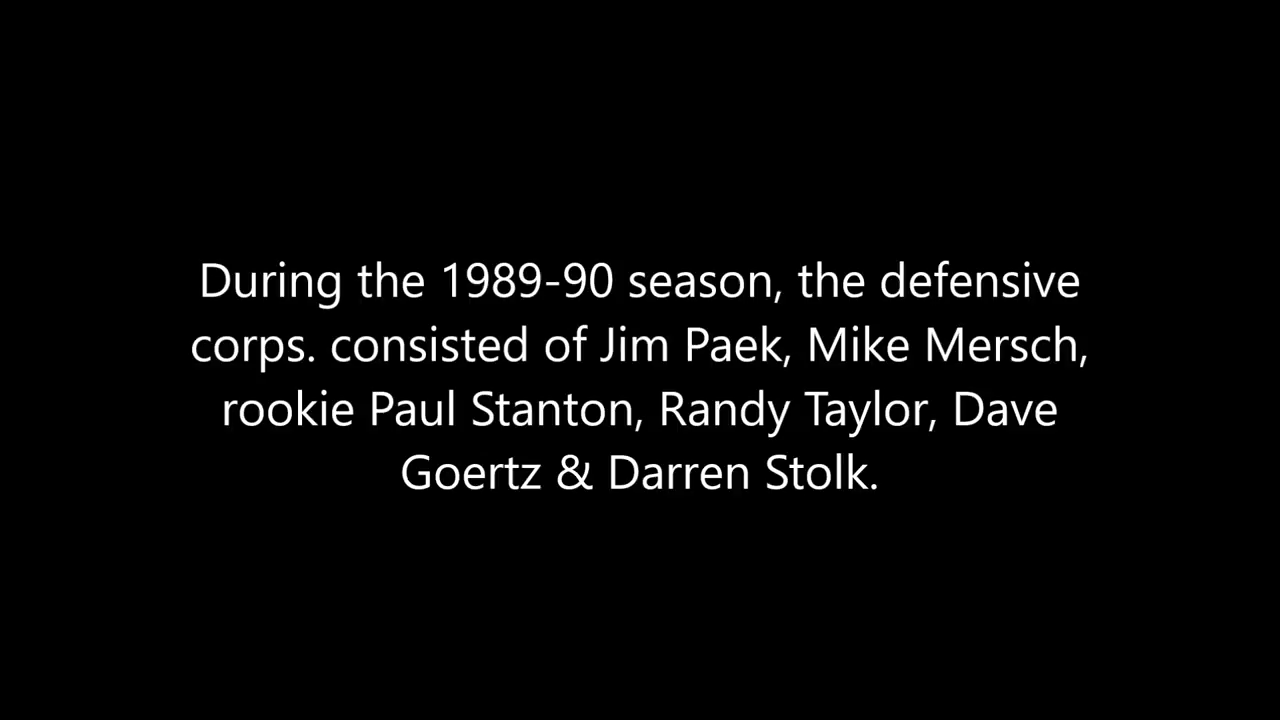 During the 1989-90 season, the defensive
corps. consisted of Jim Paek, Mike Mersch,
rookie Paul Stanton, Randy Taylor, Dave
Goertz & Darren Stolk.